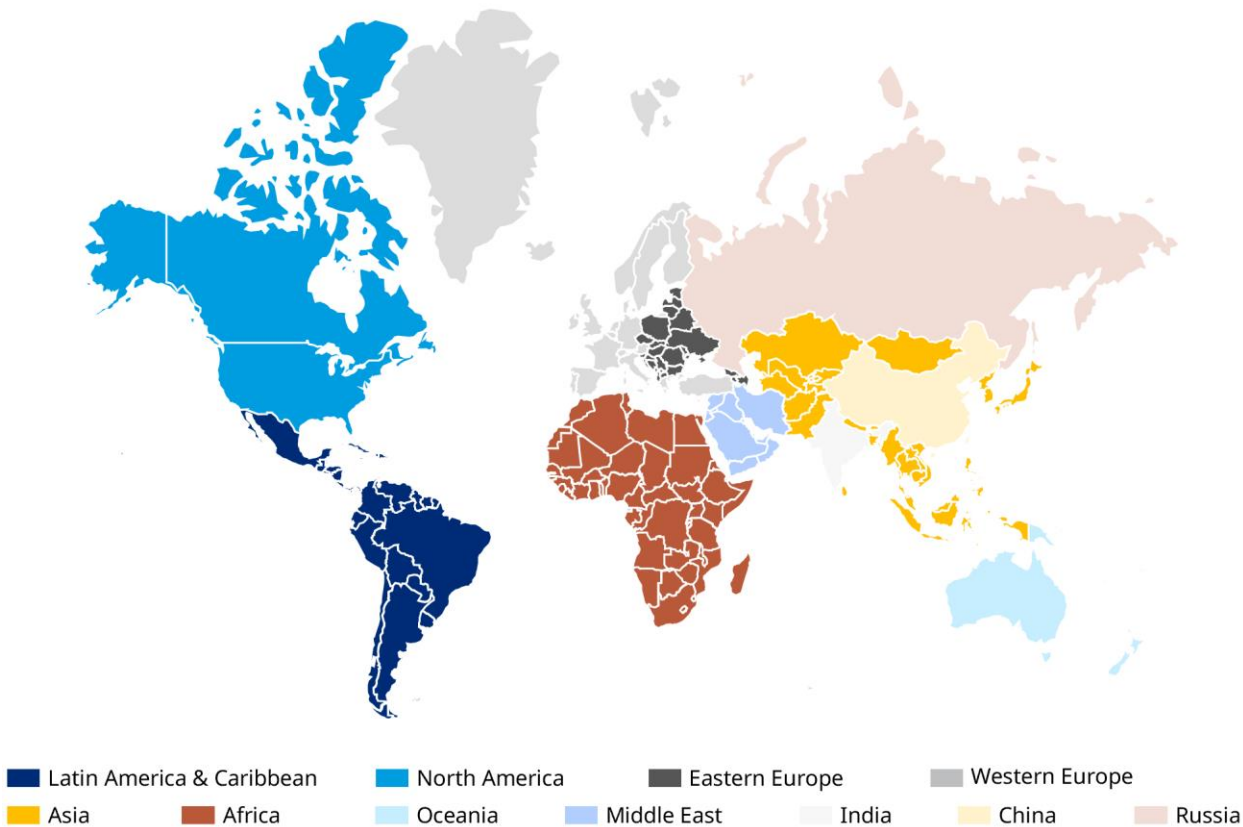 Latin America & Caribbean North America Eastern Europe Western Europe
Asia Africa Oceania Middle East India China Russia